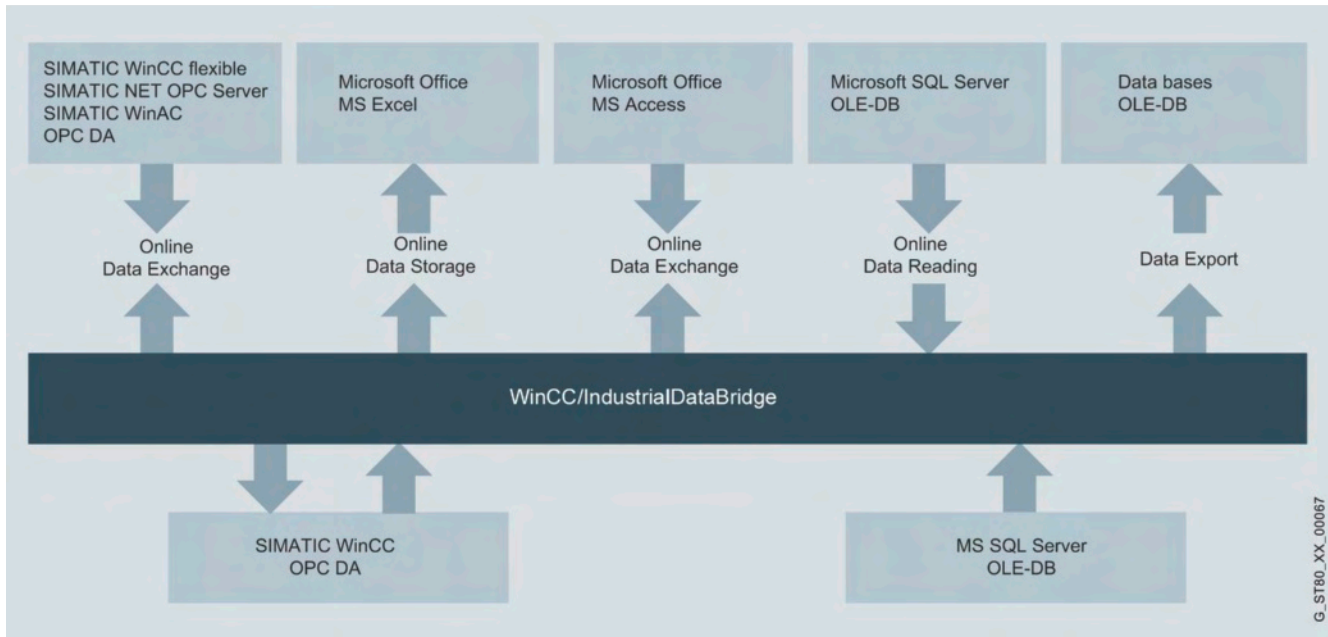 SIMATIC WinCC flexible
SIMATIC NET OPC Server
SIMATIC WinAC
OPC DA
Microsoft Office
MS Excel
Microsoft Office
MS Access
Microsoft SQL Server
OLE-DB
Data bases
OLE-DB
Online
Data Exchange
Online
Data Storage
Online
Data Exchange
Online
Data Reading
Data Export
WinCC/IndustrialDataBridge
SIMATIC WinCC
OPC DA
MS SQL Server
OLE-DB
G_ST80_XX_00067